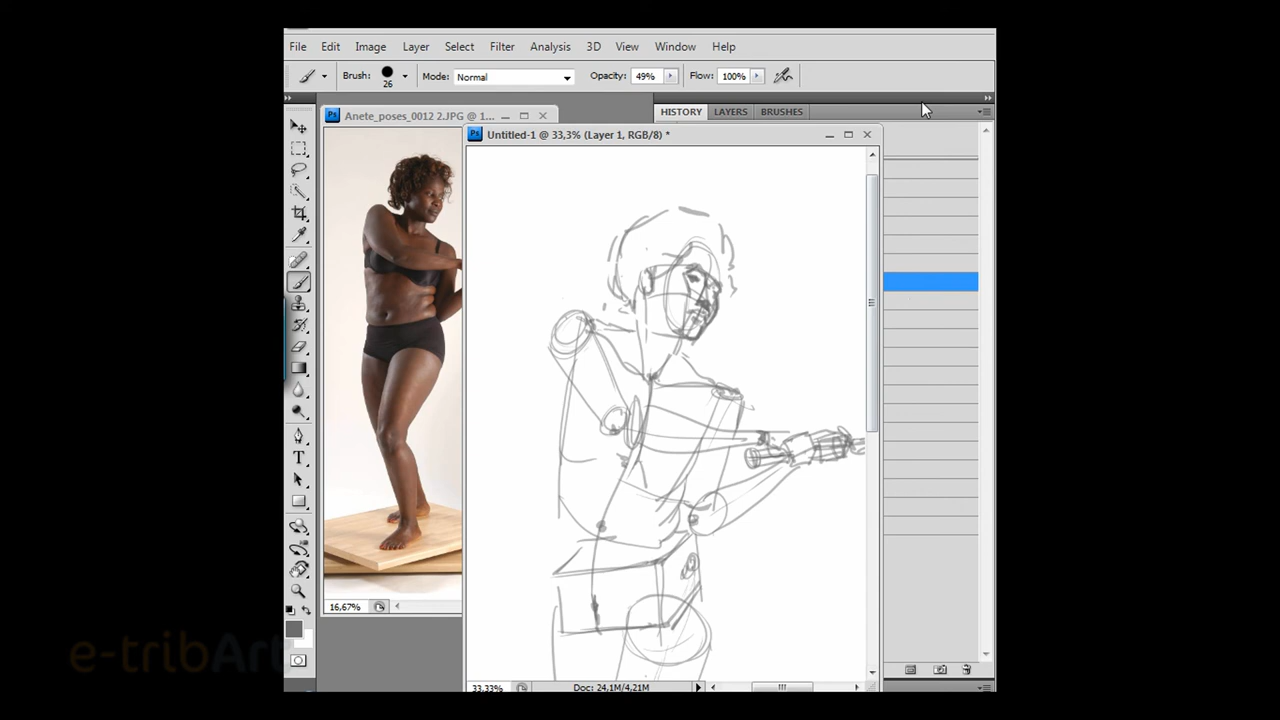 File Edit Image Layer Select Filter Analysis 3D View Window Help
Brush: 26 Mode: Normal Opacity: 49% Flow: 100%
HISTORY LAYERS BRUSHES
Ps Anete_poses_0012 2.JPG @ 1...
Ps Untitled-1 @ 33,3% (Layer 1, RGB/8) *
T
16,67%
e-tribArt
33,33% Doc: 24,1M/4,21M